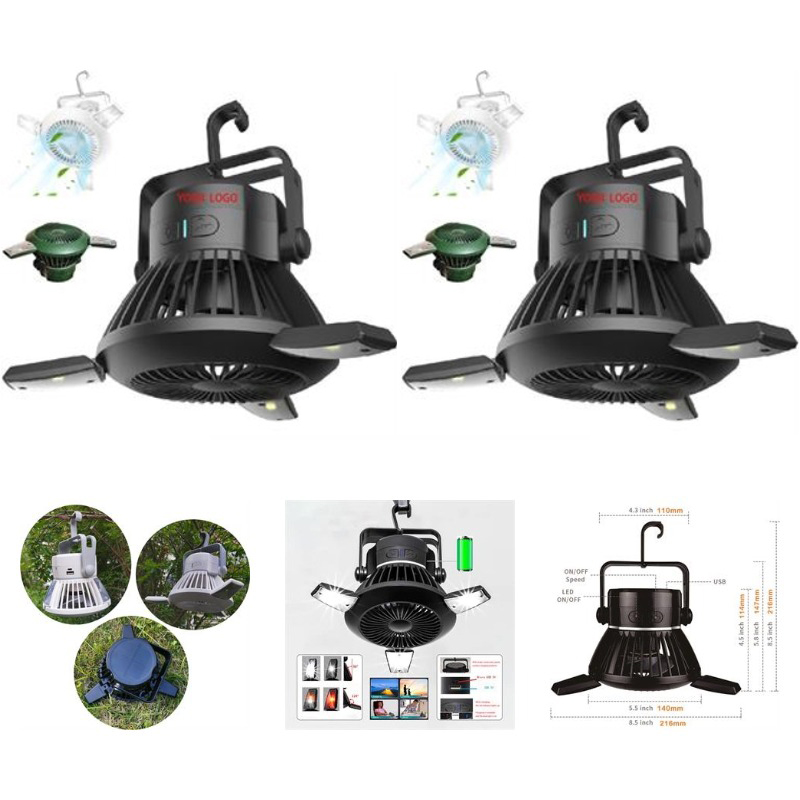 YOUR LOGO
YOUR LOGO
4.3 inch 110mm
ON/OFF
Speed
USB
LED
ON/OFF
4.5 inch 114mm
5.8 inch 147mm
8.5 inch 216mm
5.5 inch 140mm
8.5 inch 216mm